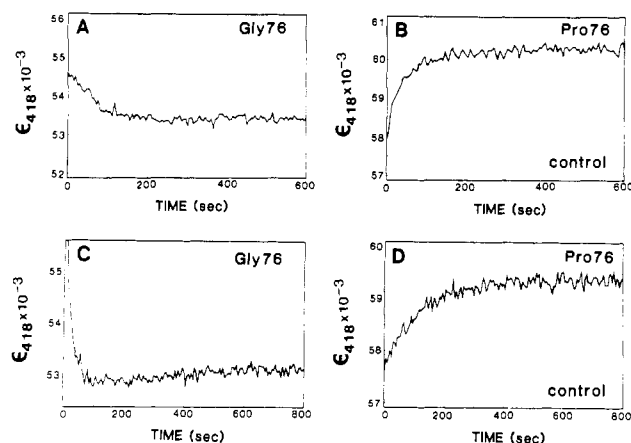 A
Gly76
ϵ418×10-3
56
55
54
53
52
0
200
400
600
TIME (sec)
B
Pro76
control
ϵ418×10-3
61
60
59
58
57
0
200
400
600
TIME (sec)
C
Gly76
ϵ418×10-3
55
54
53
0
200
400
600
800
TIME (sec)
D
Pro76
control
ϵ418×10-3
60
59
58
57
0
200
400
600
800
TIME (sec)